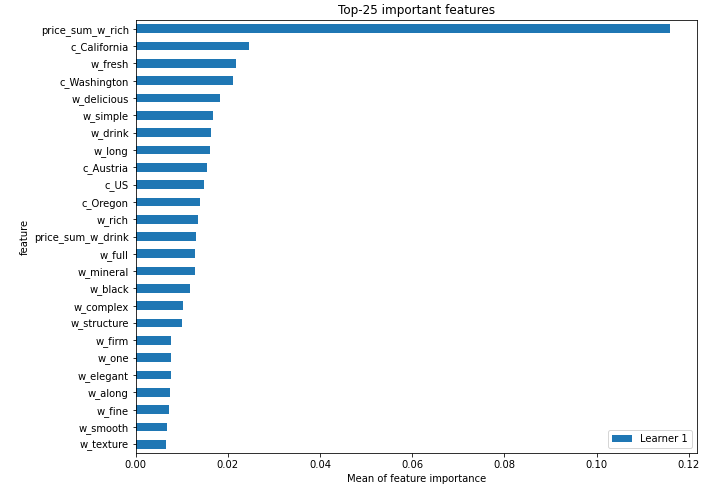 Top-25 important features
feature
price_sum_w_rich
c_California
w_fresh
c_Washington
w_delicious
w_simple
w_drink
w_long
c_Austria
c_US
c_Oregon
w_rich
price_sum_w_drink
w_full
w_mineral
w_black
w_complex
w_structure
w_firm
w_one
w_elegant
w_along
w_fine
w_smooth
w_texture
Learner 1
0.00 0.02 0.04 0.06 0.08 0.10 0.12
Mean of feature importance